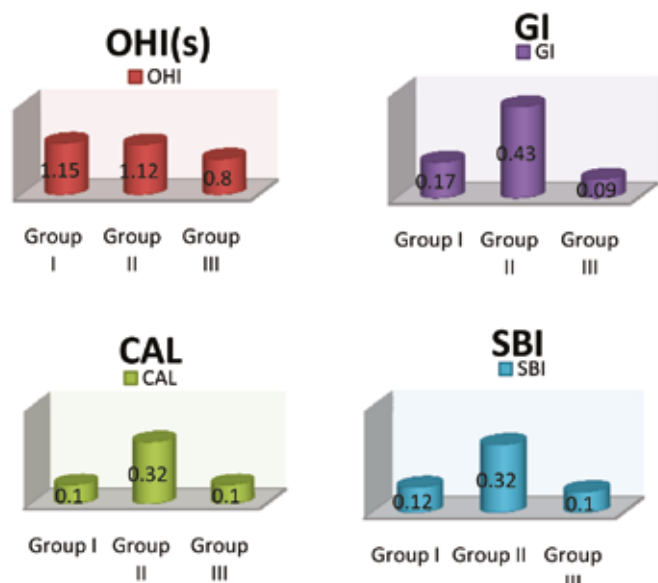 OHI(s)
OHI
1.15 1.12 0.8
Group I Group II Group III
GI
GI
0.17 0.43 0.09
Group I Group II Group III
CAL
CAL
0.1 0.32 0.1
Group I Group II Group III
SBI
SBI
0.12 0.32 0.1
Group I Group II Group III